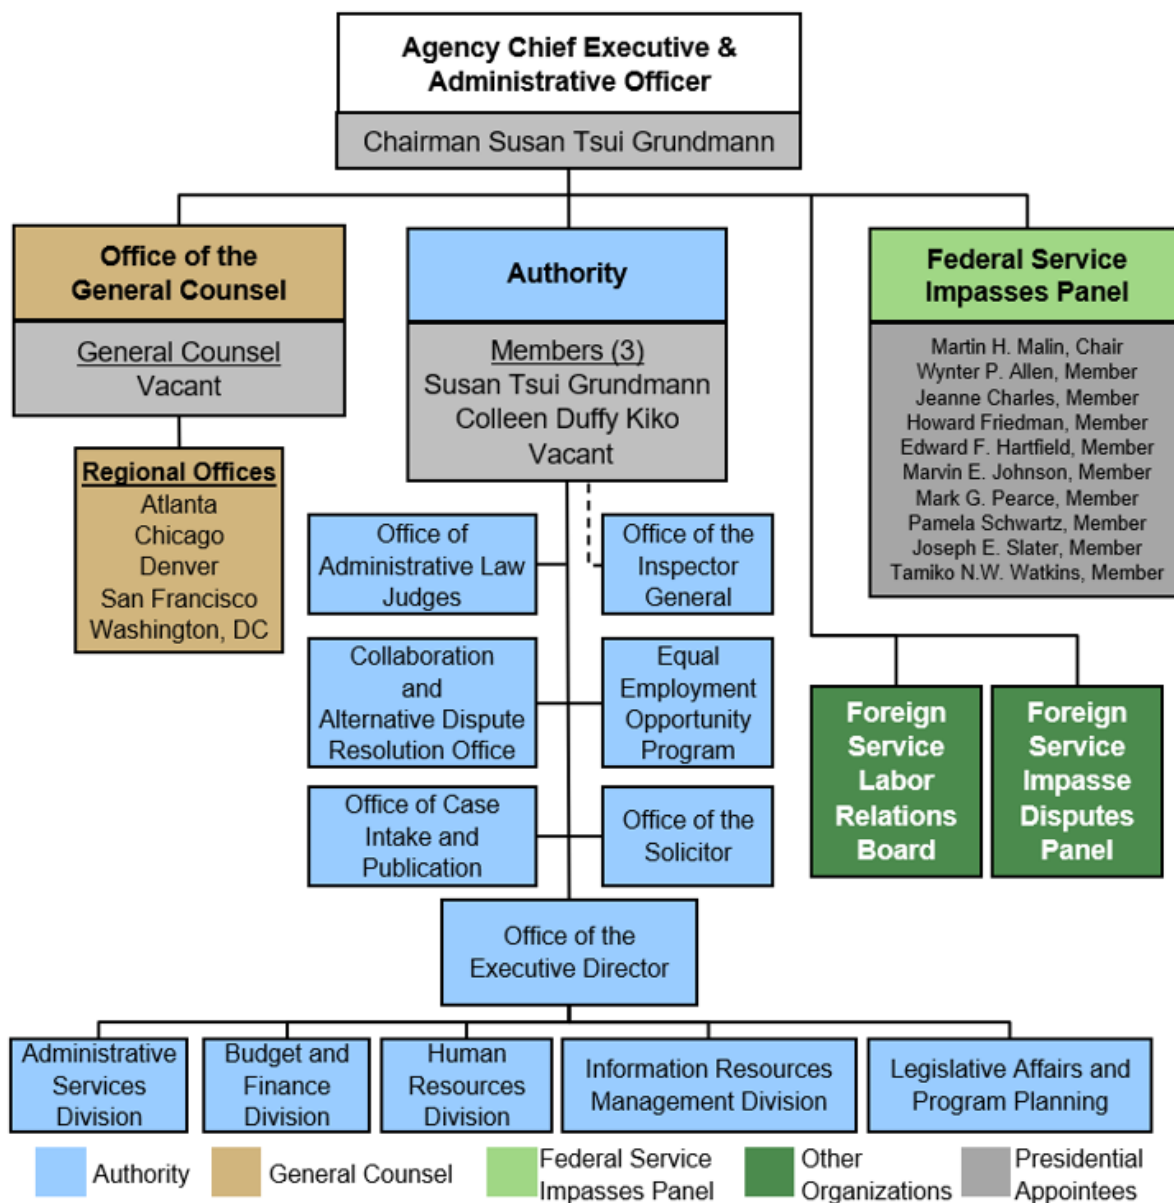 Agency Chief Executive &
Administrative Officer
Chairman Susan Tsui Grundmann
Office of the
General Counsel
General Counsel
Vacant
Regional Offices
Atlanta
Chicago
Denver
San Francisco
Washington, DC
Authority
Members (3)
Susan Tsui Grundmann
Colleen Duffy Kiko
Vacant
Federal Service
Impasses Panel
Martin H. Malin, Chair
Wynter P. Allen, Member
Jeanne Charles, Member
Howard Friedman, Member
Edward F. Hartfield, Member
Marvin E. Johnson, Member
Mark G. Pearce, Member
Pamela Schwartz, Member
Joseph E. Slater, Member
Tamiko N.W. Watkins, Member
Office of
Administrative Law
Judges
Office of the
Inspector
General
Collaboration
and
Alternative Dispute
Resolution Office
Equal
Employment
Opportunity
Program
Office of Case
Intake and
Publication
Office of the
Solicitor
Foreign
Service
Labor
Relations
Board
Foreign
Service
Impasse
Disputes
Panel
Office of the
Executive Director
Administrative
Services
Division
Budget and
Finance
Division
Human
Resources
Division
Information Resources
Management Division
Legislative Affairs and
Program Planning
Authority
General Counsel
Federal Service
Impasses Panel
Other
Organizations
Presidential
Appointees